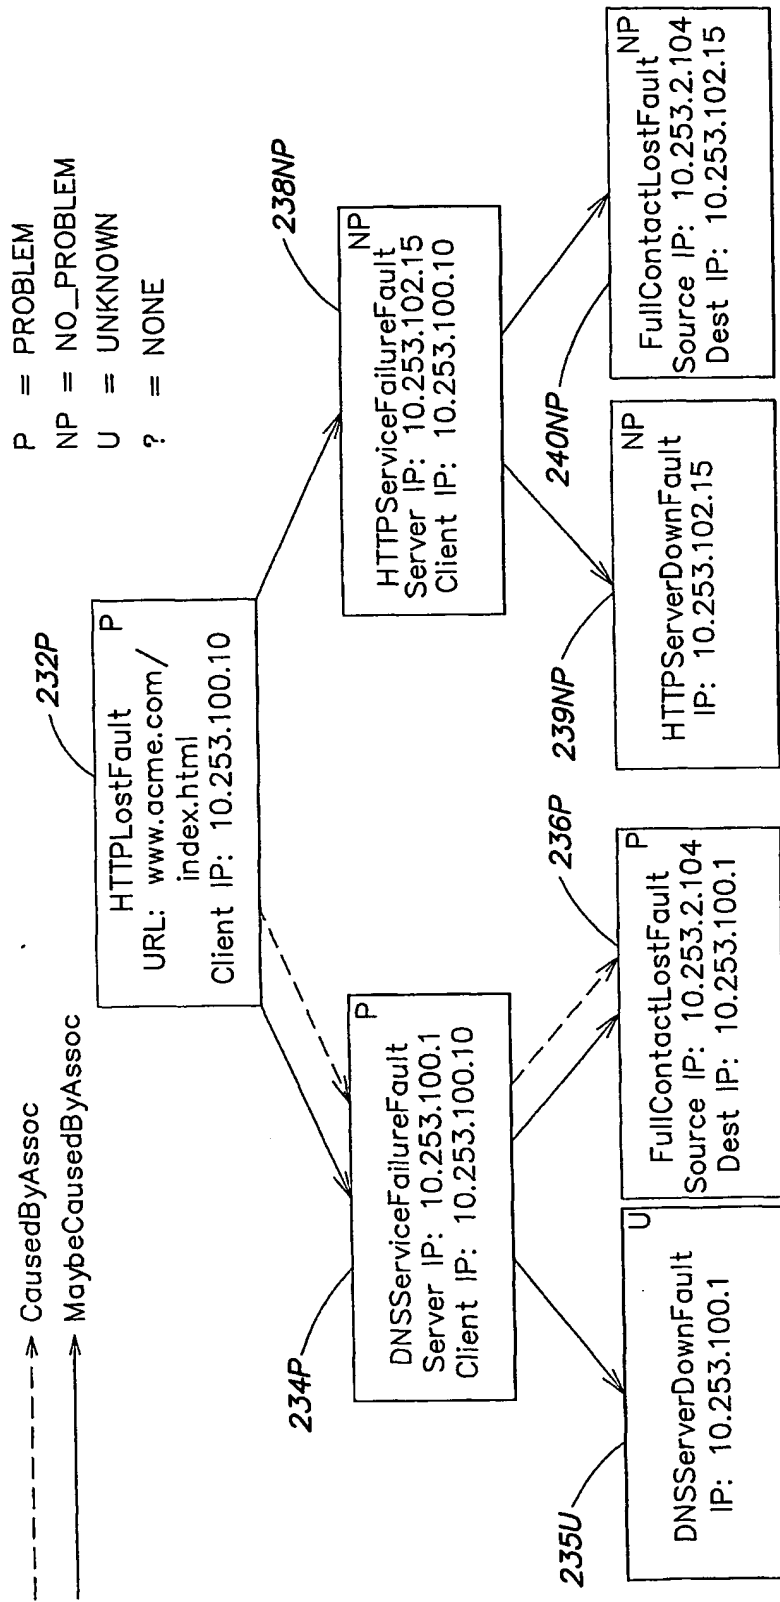 CausedByAssoc
MaybeCausedByAssoc
P = PROBLEM
NP = NO_PROBLEM
U = UNKNOWN
? = NONE
232P
HTTPLostFault
P
URL: www.acme.com/
index.html
Client IP: 10.253.100.10
234P
DNSServiceFailureFault
P
Server IP: 10.253.100.1
Client IP: 10.253.100.10
238NP
HTTPServiceFailureFault
NP
Server IP: 10.253.102.15
Client IP: 10.253.100.10
235U
DNSServerDownFault
U
IP: 10.253.100.1
236P
FullContactLostFault
P
Source IP: 10.253.2.104
Dest IP: 10.253.100.1
239NP
HTTPServerDownFault
NP
IP: 10.253.102.15
240NP
FullContactLostFault
NP
Source IP: 10.253.2.104
Dest IP: 10.253.102.15